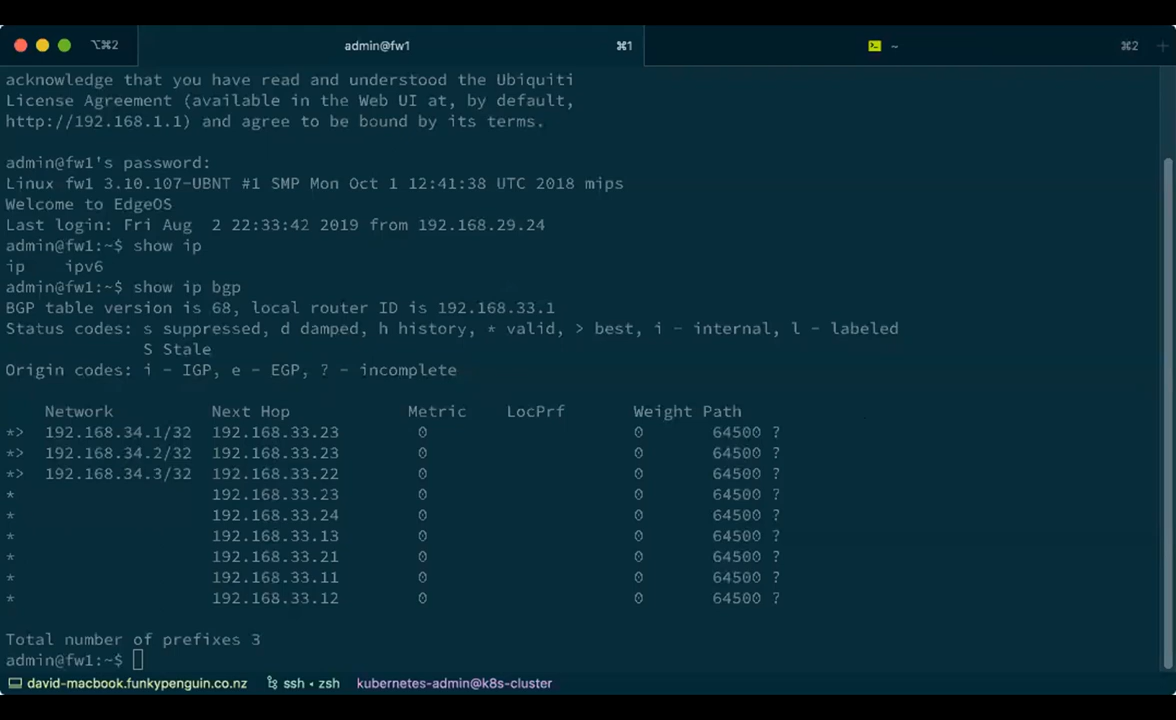 ⌥⌘2 admin@fw1 ⌘1 ~ ⌘2 +
acknowledge that you have read and understood the Ubiquiti
License Agreement (available in the Web UI at, by default,
http://192.168.1.1) and agree to be bound by its terms.
admin@fw1's password:
Linux fw1 3.10.107-UBNT #1 SMP Mon Oct 1 12:41:38 UTC 2018 mips
Welcome to EdgeOS
Last login: Fri Aug  2 22:33:42 2019 from 192.168.29.24
admin@fw1:~$ show ip
ip    ipv6
admin@fw1:~$ show ip bgp
BGP table version is 68, local router ID is 192.168.33.1
Status codes: s suppressed, d damped, h history, * valid, > best, i - internal, l - labeled
              S Stale
Origin codes: i - IGP, e - EGP, ? - incomplete
    Network          Next Hop            Metric    LocPrf       Weight Path
*>  192.168.34.1/32  192.168.33.23        0                     0       64500 ?
*>  192.168.34.2/32  192.168.33.23        0                     0       64500 ?
*>  192.168.34.3/32  192.168.33.22        0                     0       64500 ?
*                    192.168.33.23        0                     0       64500 ?
*                    192.168.33.24        0                     0       64500 ?
*                    192.168.33.13        0                     0       64500 ?
*                    192.168.33.21        0                     0       64500 ?
*                    192.168.33.11        0                     0       64500 ?
*                    192.168.33.12        0                     0       64500 ?
Total number of prefixes 3
admin@fw1:~$
david-macbook.funkypenguin.co.nz ssh ◂ zsh kubernetes-admin@k8s-cluster